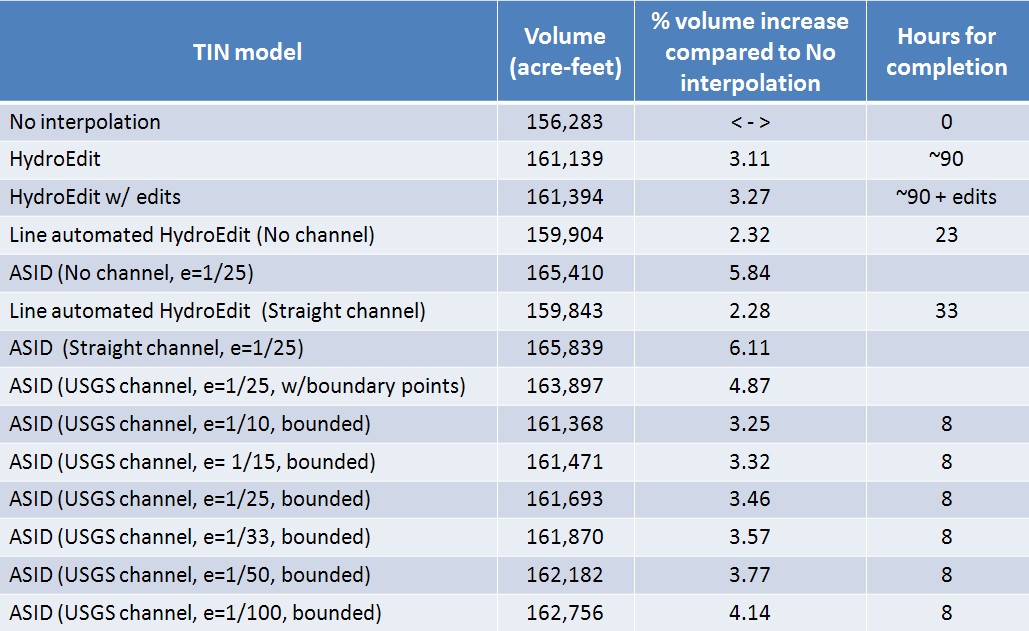 TIN model Volume (acre-feet) % volume increase compared to No interpolation Hours for completion
No interpolation 156,283 < - > 0
HydroEdit 161,139 3.11 ~90
HydroEdit w/ edits 161,394 3.27 ~90 + edits
Line automated HydroEdit (No channel) 159,904 2.32 23
ASID (No channel, e=1/25) 165,410 5.84
Line automated HydroEdit  (Straight channel) 159,843 2.28 33
ASID  (Straight channel, e=1/25) 165,839 6.11
ASID (USGS channel, e=1/25, w/boundary points) 163,897 4.87
ASID (USGS channel, e=1/10, bounded) 161,368 3.25 8
ASID (USGS channel, e= 1/15, bounded) 161,471 3.32 8
ASID (USGS channel, e=1/25, bounded) 161,693 3.46 8
ASID (USGS channel, e=1/33, bounded) 161,870 3.57 8
ASID (USGS channel, e=1/50, bounded) 162,182 3.77 8
ASID (USGS channel, e=1/100, bounded) 162,756 4.14 8